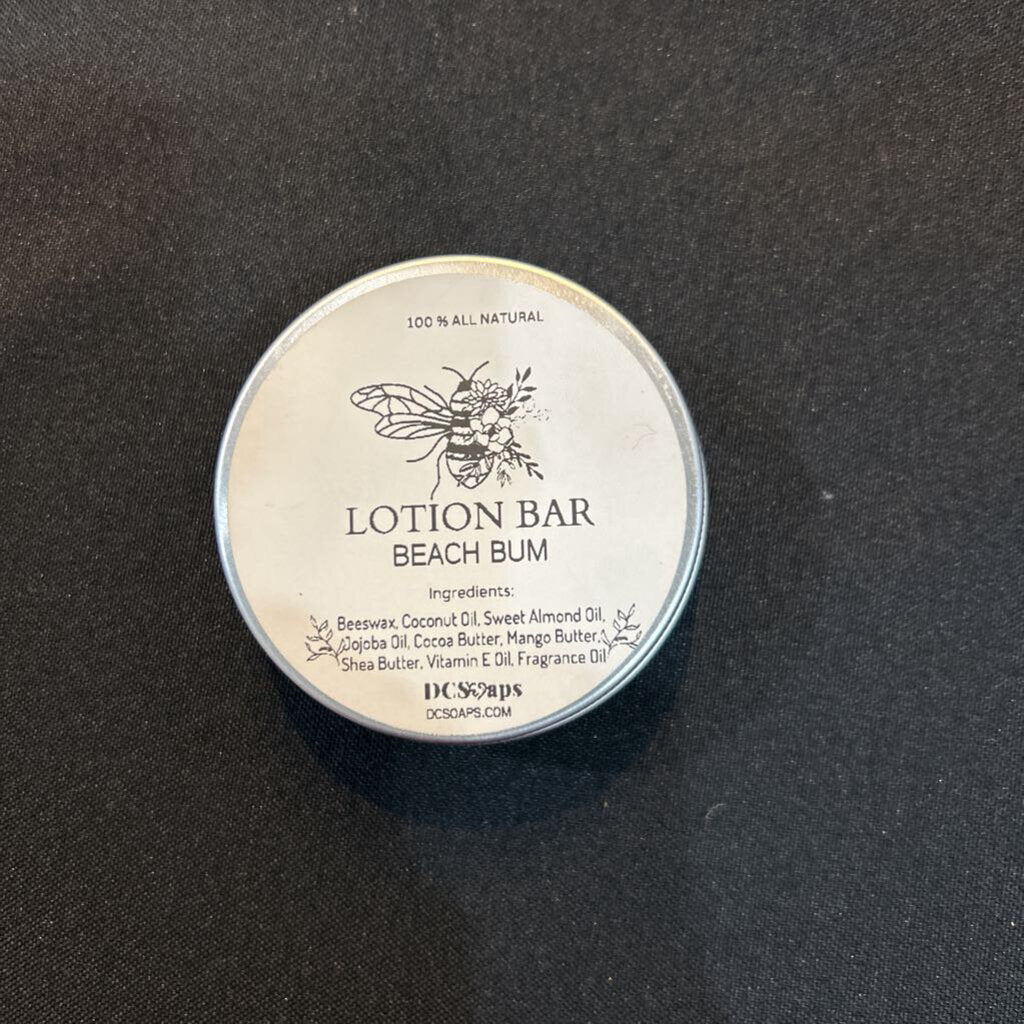 100 % ALL NATURAL
LOTION BAR
BEACH BUM
Ingredients:
Beeswax, Coconut Oil, Sweet Almond Oil,
Jojoba Oil, Cocoa Butter, Mango Butter,
Shea Butter, Vitamin E Oil, Fragrance Oil
DCSoaps
DCSOAPS.COM